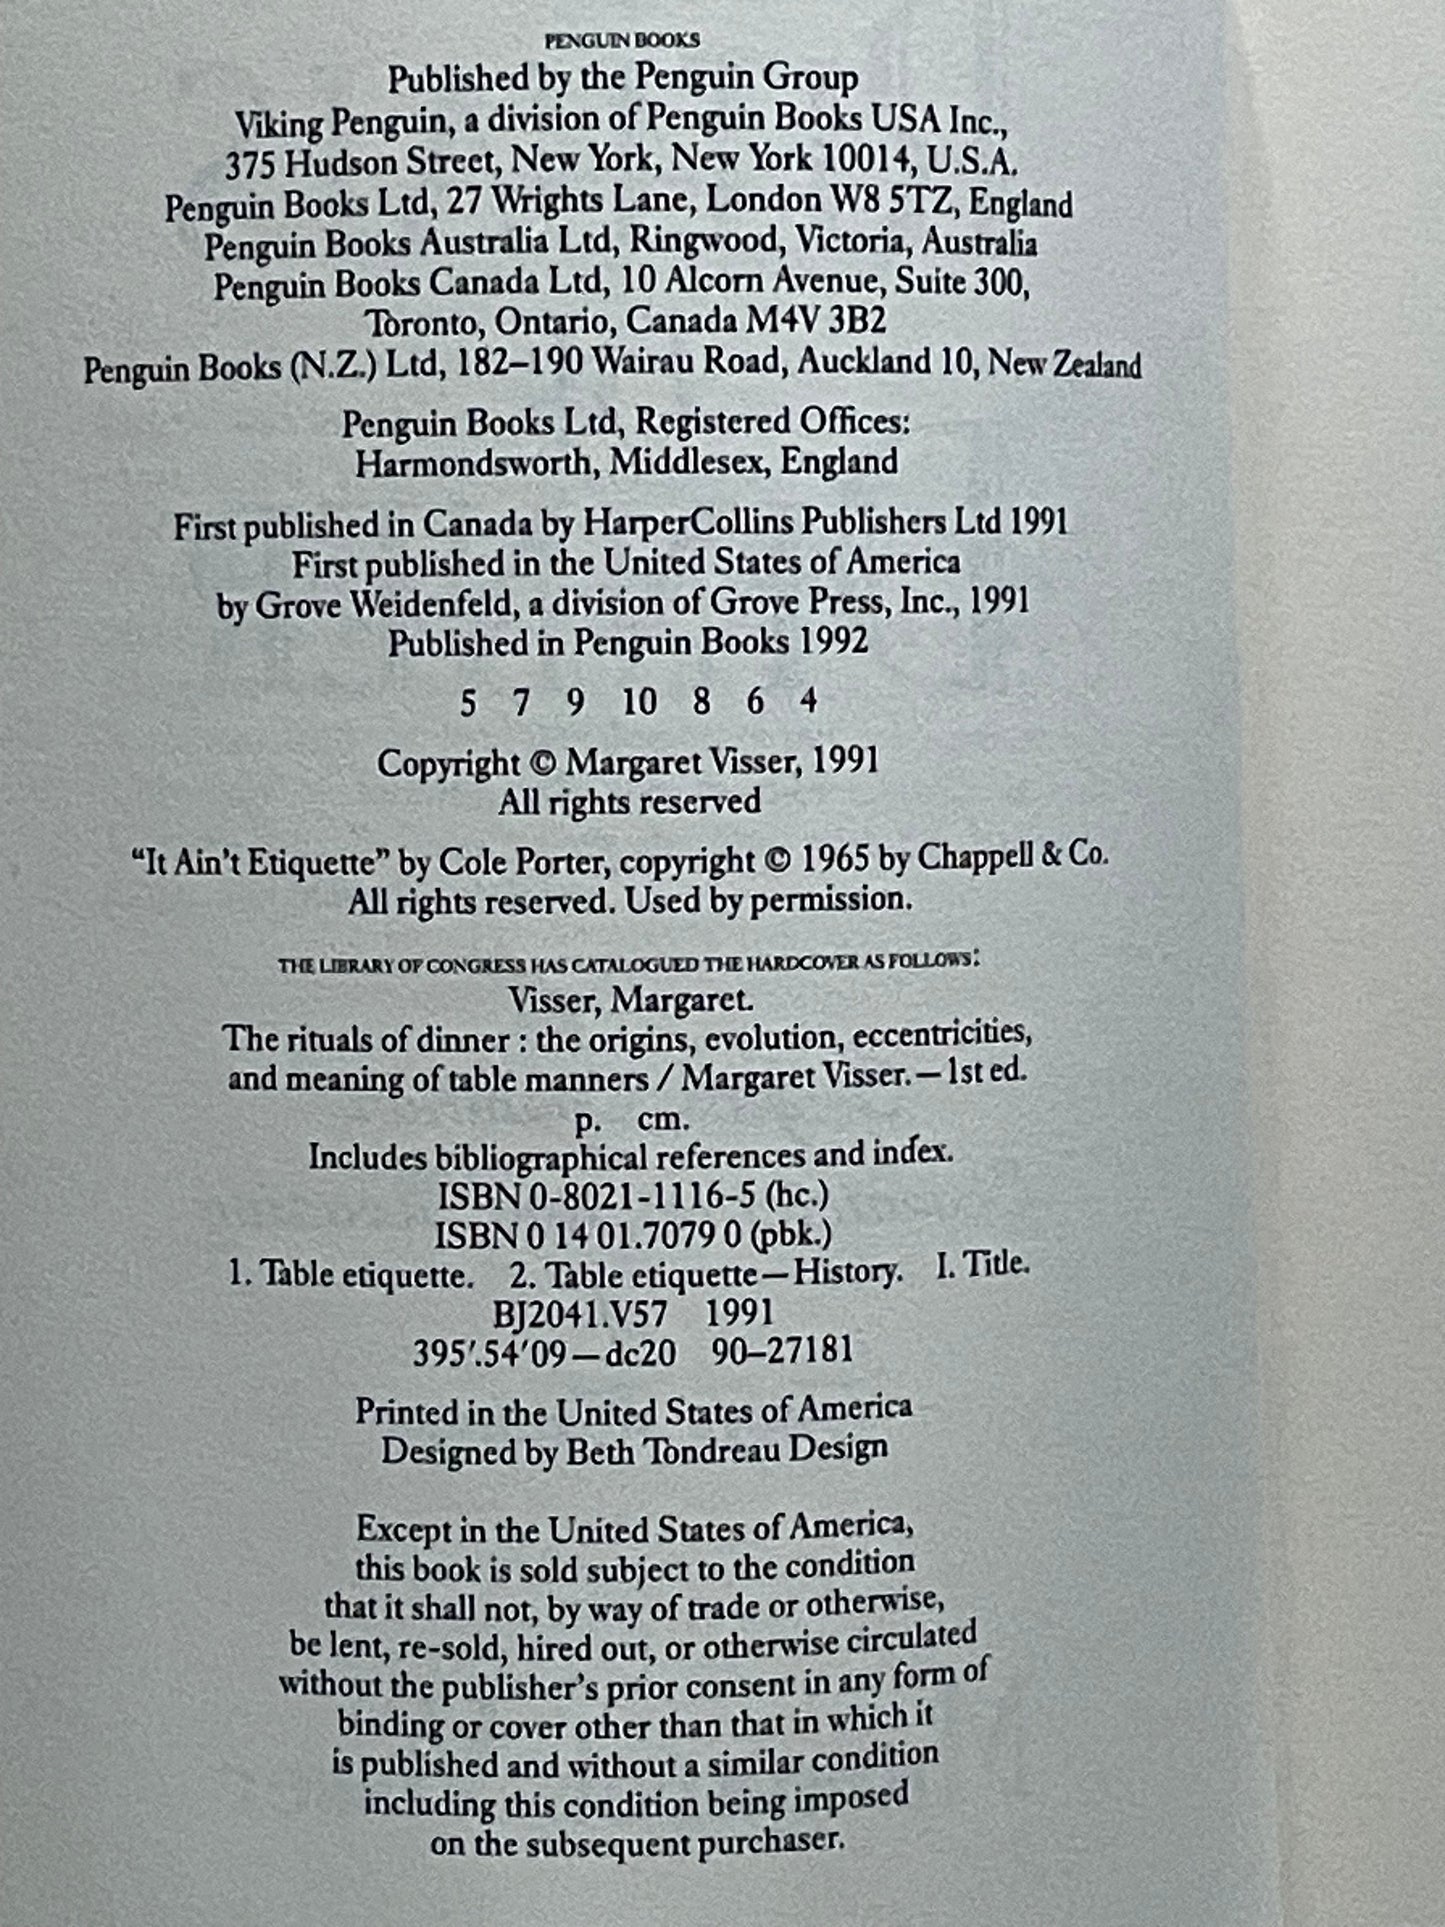 PENGUIN BOOKS
Published by the Penguin Group
Viking Penguin, a division of Penguin Books USA Inc.,
375 Hudson Street, New York, New York 10014, U.S.A.
Penguin Books Ltd, 27 Wrights Lane, London W8 5TZ, England
Penguin Books Australia Ltd, Ringwood, Victoria, Australia
Penguin Books Canada Ltd, 10 Alcorn Avenue, Suite 300,
Toronto, Ontario, Canada M4V 3B2
Penguin Books (N.Z.) Ltd, 182–190 Wairau Road, Auckland 10, New Zealand
Penguin Books Ltd, Registered Offices:
Harmondsworth, Middlesex, England
First published in Canada by HarperCollins Publishers Ltd 1991
First published in the United States of America
by Grove Weidenfeld, a division of Grove Press, Inc., 1991
Published in Penguin Books 1992
5 7 9 10 8 6 4
Copyright © Margaret Visser, 1991
All rights reserved
“It Ain’t Etiquette” by Cole Porter, copyright © 1965 by Chappell & Co.
All rights reserved. Used by permission.
THE LIBRARY OF CONGRESS HAS CATALOGUED THE HARDCOVER AS FOLLOWS:
Visser, Margaret.
The rituals of dinner : the origins, evolution, eccentricities,
and meaning of table manners / Margaret Visser.—1st ed.
p. cm.
Includes bibliographical references and index.
ISBN 0-8021-1116-5 (hc.)
ISBN 0 14 01.7079 0 (pbk.)
1. Table etiquette. 2. Table etiquette—History. I. Title.
BJ2041.V57 1991
395′.54′09—dc20 90–27181
Printed in the United States of America
Designed by Beth Tondreau Design
Except in the United States of America,
this book is sold subject to the condition
that it shall not, by way of trade or otherwise,
be lent, re-sold, hired out, or otherwise circulated
without the publisher’s prior consent in any form of
binding or cover other than that in which it
is published and without a similar condition
including this condition being imposed
on the subsequent purchaser.